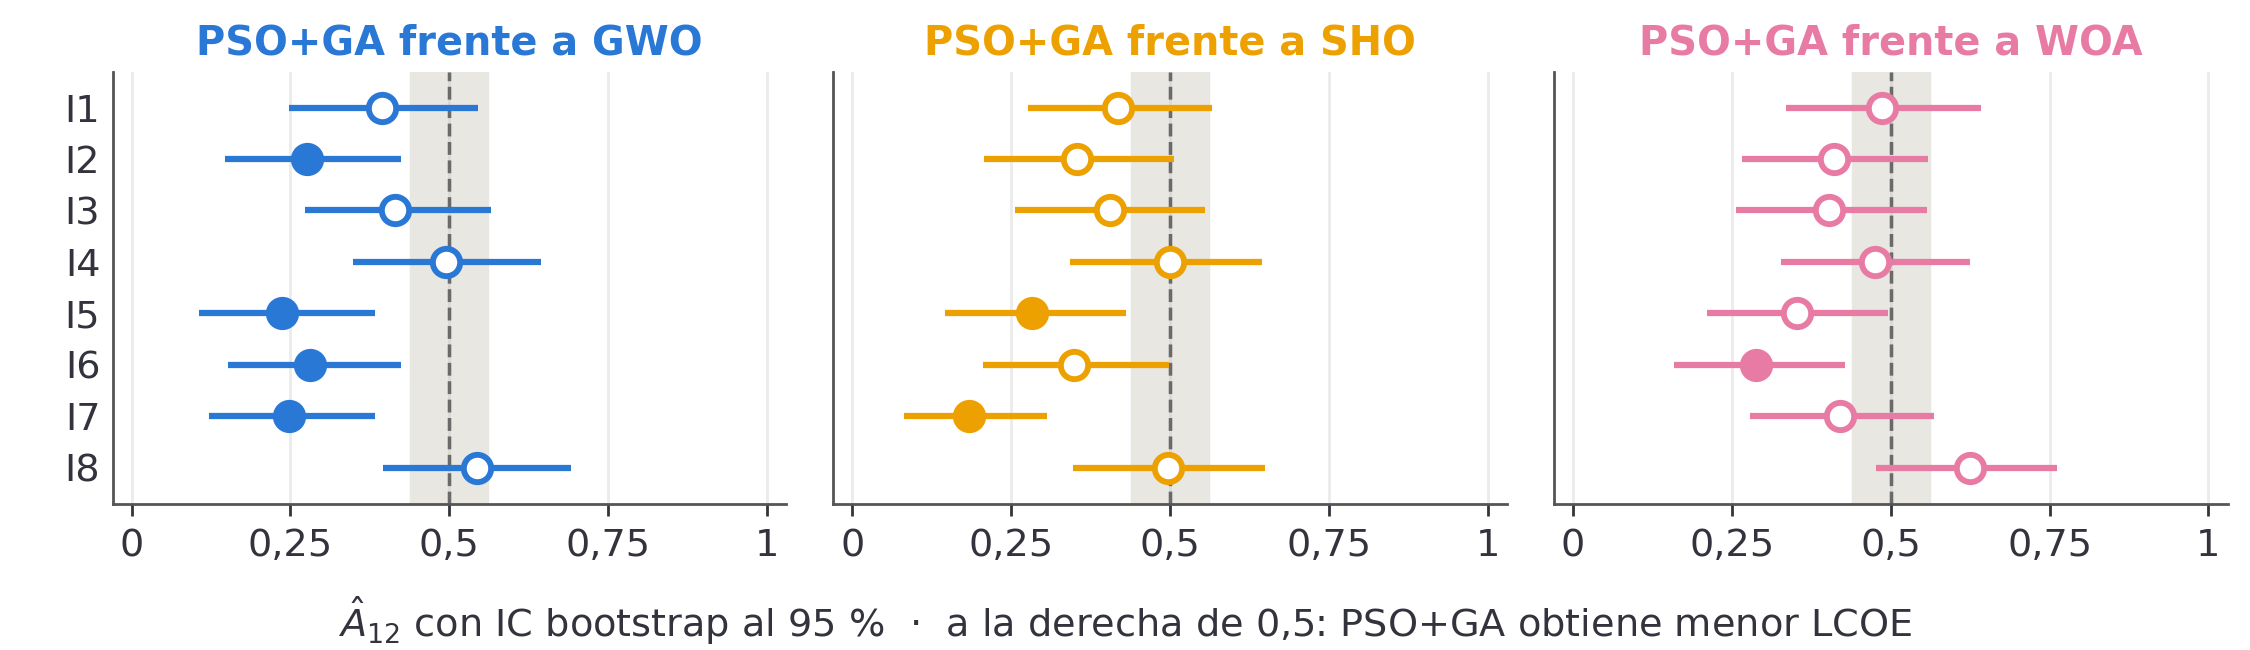 PSO+GA frente a GWO
PSO+GA frente a SHO
PSO+GA frente a WOA
I1
I2
I3
I4
I5
I6
I7
I8
0 0,25 0,5 0,75 1
0 0,25 0,5 0,75 1
0 0,25 0,5 0,75 1
Â₁₂ con IC bootstrap al 95 % · a la derecha de 0,5: PSO+GA obtiene menor LCOE